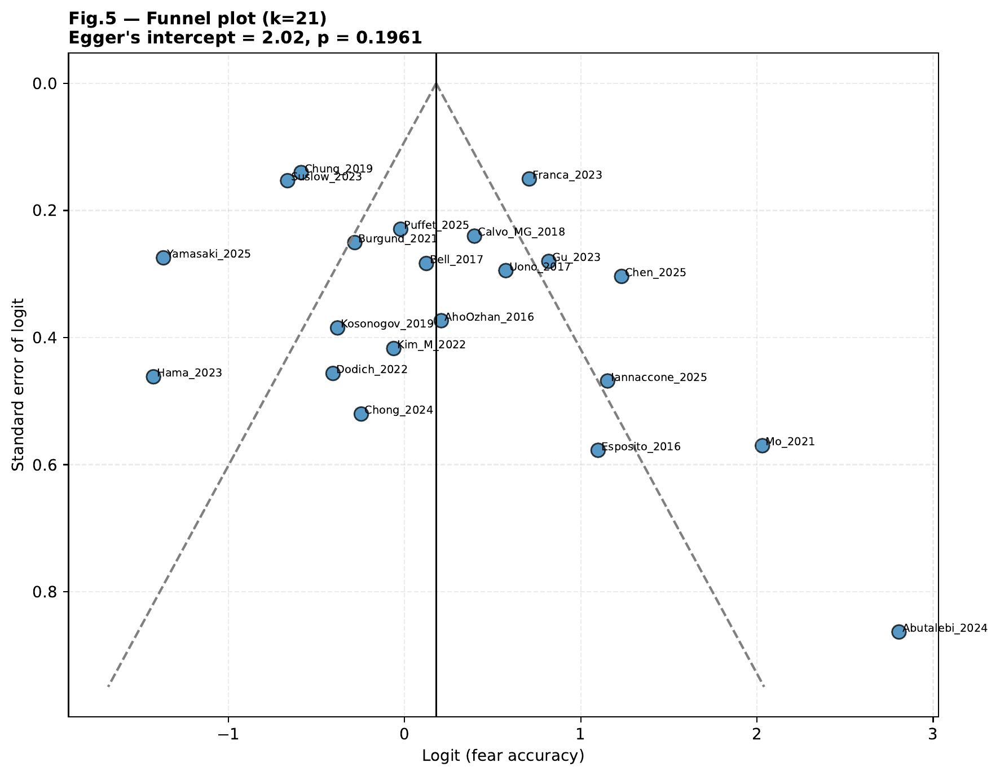 Fig.5 — Funnel plot (k=21)
Egger's intercept = 2.02, p = 0.1961
0.0
Chung_2019
Suslow_2023
Franca_2023
0.2
Puffet_2025
Calvo_MG_2018
Burgund_2021
Yamasaki_2025
Bell_2017
Gu_2023
Uono_2017
Chen_2025
AhoOzhan_2016
Kosonogov_2019
0.4
Kim_M_2022
Dodich_2022
Hama_2023
Iannaccone_2025
Chong_2024
Mo_2021
Esposito_2016
0.6
0.8
Abutalebi_2024
Standard error of logit
−1
0
1
2
3
Logit (fear accuracy)